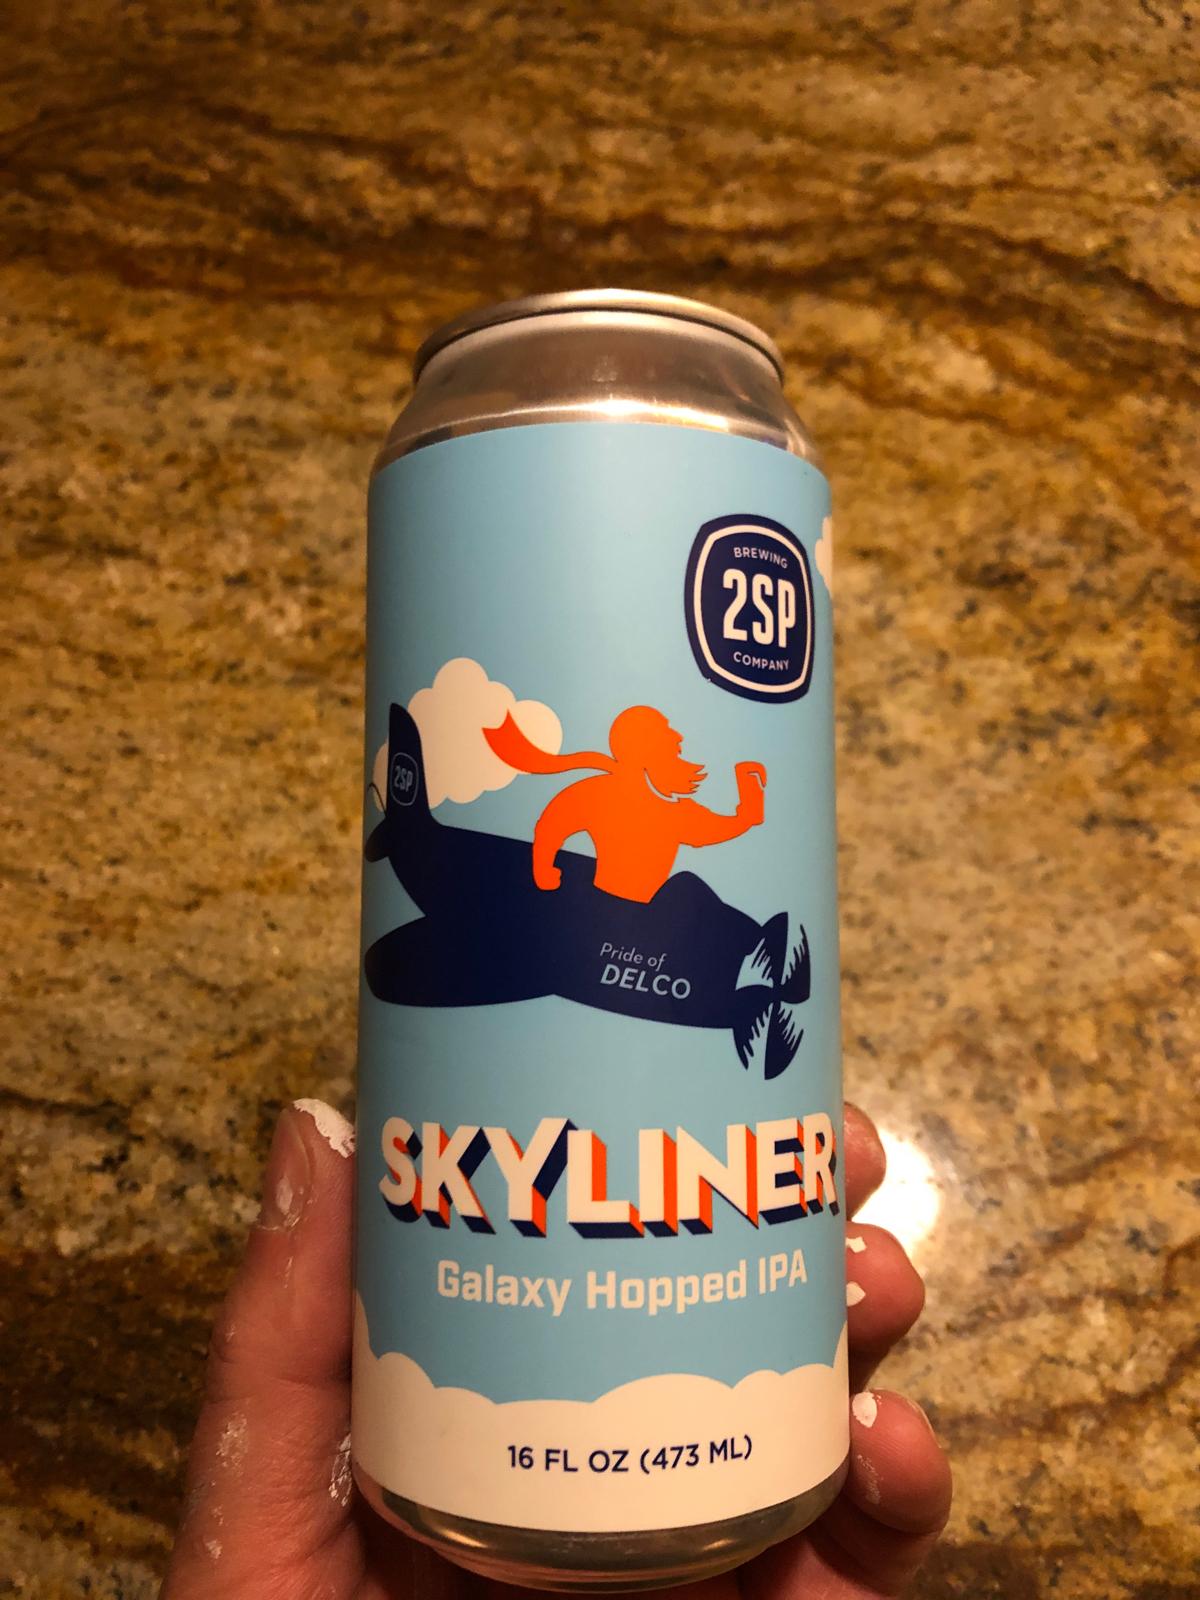 BREWING
2SP
COMPANY
2SP
Pride of
DELCO
SKYLINER
Galaxy Hopped IPA
16 FL OZ (473 ML)